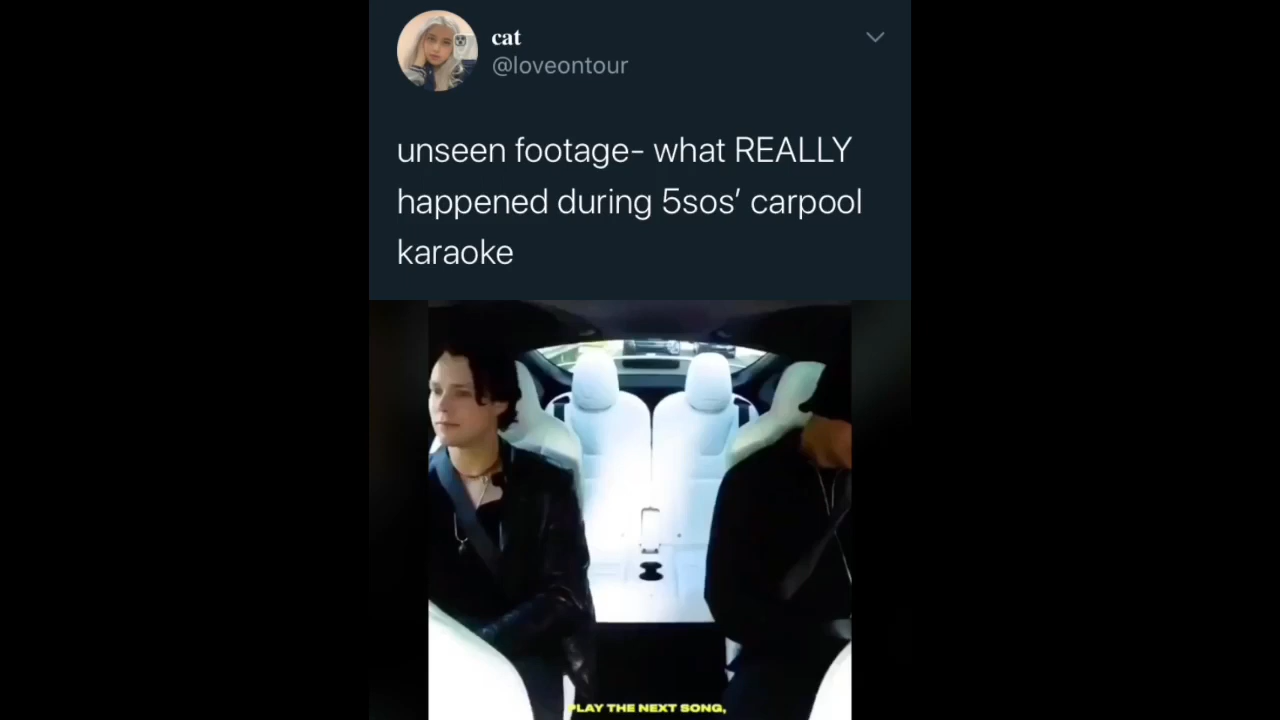 cat
@loveontour
unseen footage- what REALLY
happened during 5sos’ carpool
karaoke
PLAY THE NEXT SONG,